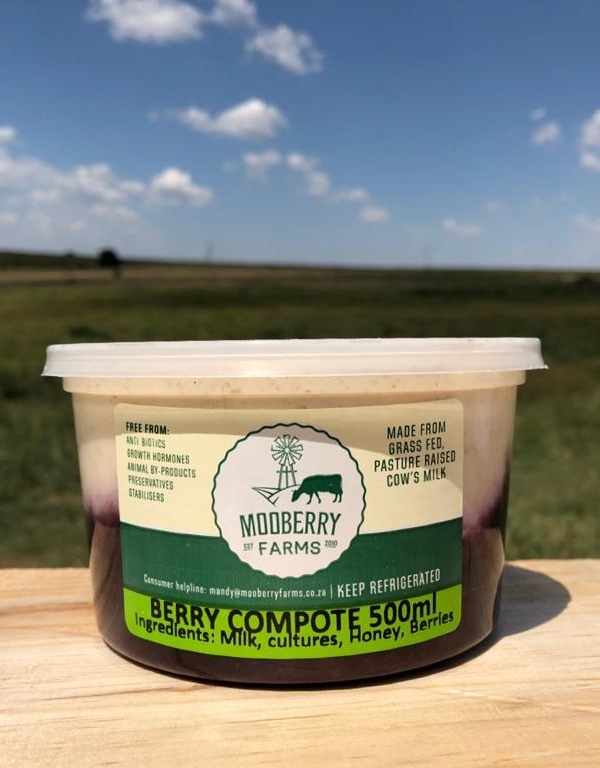 FREE FROM:
ANTI BIOTICS
GROWTH HORMONES
ANIMAL BY-PRODUCTS
PRESERVATIVES
STABILISERS
MADE FROM
GRASS FED,
PASTURE RAISED
COW'S MILK
MOOBERRY
EST FARMS 2010
Consumer helpline: mandy@mooberryfarms.co.za | KEEP REFRIGERATED
BERRY COMPOTE 500ml
Ingredients: Milk, cultures, Honey, Berries